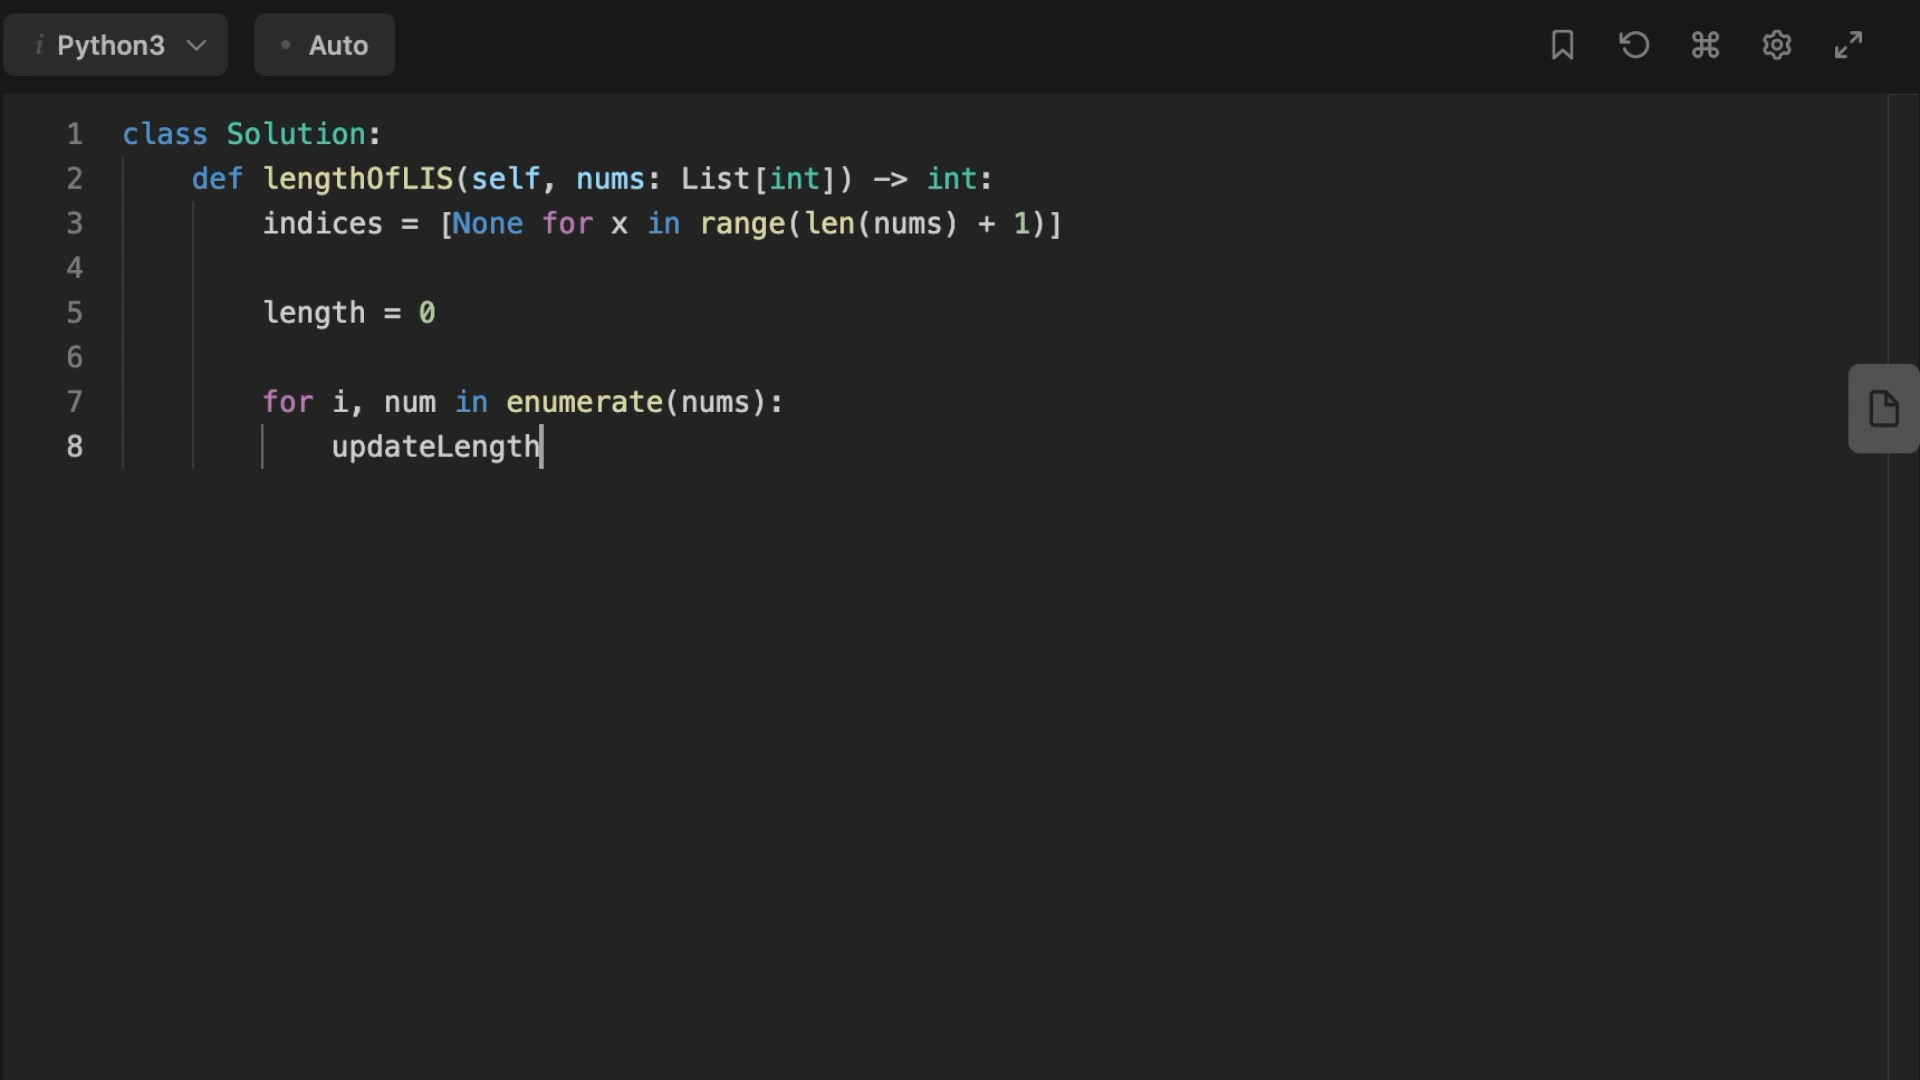 Python3
Auto
1 class Solution:
2 def lengthOfLIS(self, nums: List[int]) -> int:
3 indices = [None for x in range(len(nums) + 1)]
4
5 length = 0
6
7 for i, num in enumerate(nums):
8 updateLength